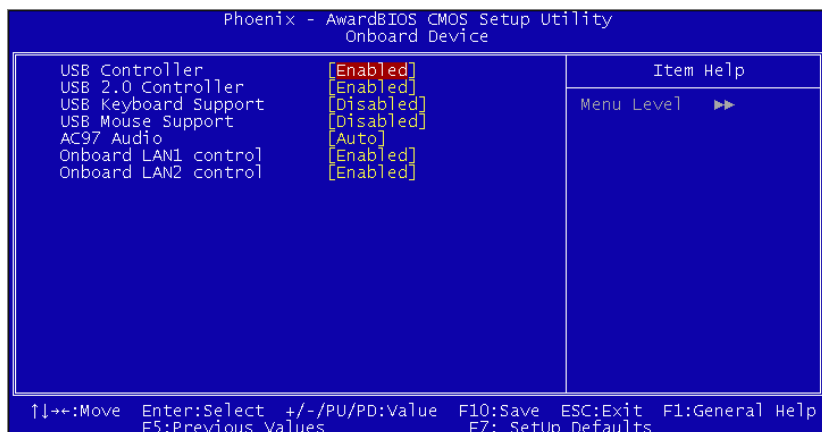 Phoenix - AwardBIOS CMOS Setup Utility
Onboard Device
USB Controller [Enabled]
USB 2.0 Controller [Enabled]
USB Keyboard Support [Disabled]
USB Mouse Support [Disabled]
AC97 Audio [Auto]
Onboard LAN1 control [Enabled]
Onboard LAN2 control [Enabled]
Item Help
Menu Level ►►
↑↓→←:Move Enter:Select +/-/PU/PD:Value F10:Save ESC:Exit F1:General Help
F5:Previous Values F7: SetUp Defaults